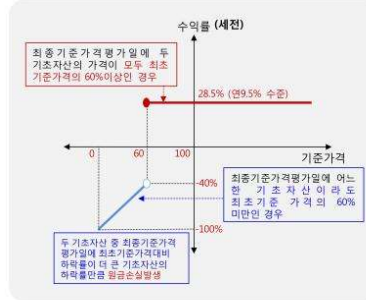 수익률 (세전)
최종기준가격평가일에 두
기초자산의 가격이 모두 최초
기준가격의 60%이상인 경우
28.5% (연9.5% 수준)
0 60 100
기준가격
-40%
최종기준가격평가일에 어느
한 기초자산이라도
최초기준 가격의 60%
미만인 경우
-100%
두 기초자산 중 최종기준가격
평가일에 최초기준가격대비
하락률이 더 큰 기초자산의
하락률만큼 원금손실발생